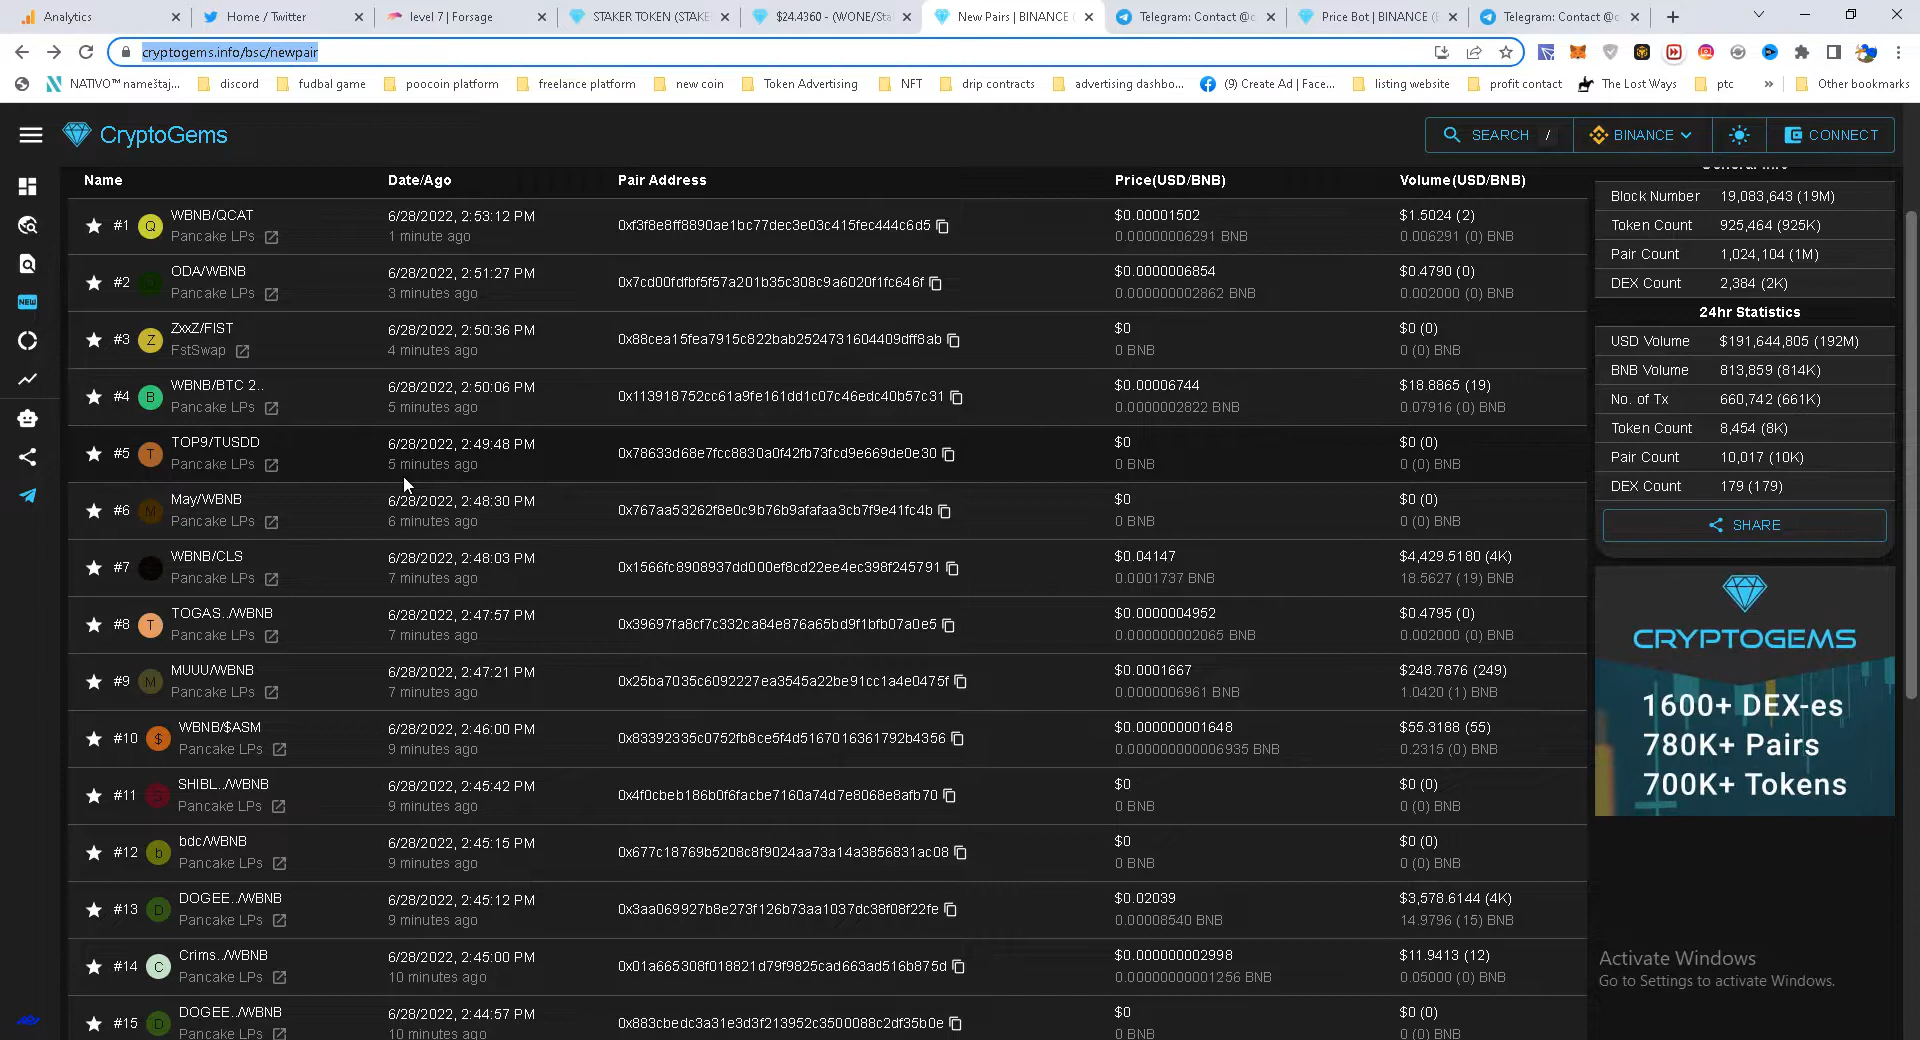 Analytics
Home / Twitter
level 7 | Forsage
STAKER TOKEN (STAKE
$24.4360 - (WONE/Sta
New Pairs | BINANCE (
Telegram: Contact @c
Price Bot | BINANCE (E
Telegram: Contact @c
cryptogems.info/bsc/newpair
NATIVO™ nameštaj...
discord
fudbal game
poocoin platform
freelance platform
new coin
Token Advertising
NFT
drip contracts
advertising dashbo...
(9) Create Ad | Face...
listing website
profit contact
The Lost Ways
ptc
»
Other bookmarks
CryptoGems
SEARCH /
BINANCE
CONNECT
Name Date/Ago Pair Address Price(USD/BNB) Volume(USD/BNB)
#1 Q WBNB/QCAT 6/28/2022, 2:53:12 PM 0xf3f8e8ff8890ae1bc77dec3e03c415fec444c6d5 $0.00001502 $1.5024 (2)
Pancake LPs 1 minute ago 0.00000006291 BNB 0.006291 (0) BNB
#2 ODA/WBNB 6/28/2022, 2:51:27 PM 0x7cd00fdfbf5f57a201b35c308c9a6020f1fc646f $0.0000006854 $0.4790 (0)
Pancake LPs 3 minutes ago 0.000000002862 BNB 0.002000 (0) BNB
#3 Z ZxxZ/FIST 6/28/2022, 2:50:36 PM 0x88cea15fea7915c822bab2524731604409dff8ab $0 $0 (0)
FstSwap 4 minutes ago 0 BNB 0 (0) BNB
#4 B WBNB/BTC 2.. 6/28/2022, 2:50:06 PM 0x113918752cc61a9fe161dd1c07c46edc40b57c31 $0.00006744 $18.8865 (19)
Pancake LPs 5 minutes ago 0.0000002822 BNB 0.07916 (0) BNB
#5 T TOP9/TUSDD 6/28/2022, 2:49:48 PM 0x78633d68e7fcc8830a0f42fb73fcd9e669de0e30 $0 $0 (0)
Pancake LPs 5 minutes ago 0 BNB 0 (0) BNB
#6 M May/WBNB 6/28/2022, 2:48:30 PM 0x767aa53262f8e0c9b76b9afafaa3cb7f9e41fc4b $0 $0 (0)
Pancake LPs 6 minutes ago 0 BNB 0 (0) BNB
#7 WBNB/CLS 6/28/2022, 2:48:03 PM 0x1566fc8908937dd000ef8cd22ee4ec398f245791 $0.04147 $4,429.5180 (4K)
Pancake LPs 7 minutes ago 0.0001737 BNB 18.5627 (19) BNB
#8 T TOGAS../WBNB 6/28/2022, 2:47:57 PM 0x39697fa8cf7c332ca84e876a65bd9f1bfb07a0e5 $0.0000004952 $0.4795 (0)
Pancake LPs 7 minutes ago 0.000000002065 BNB 0.002000 (0) BNB
#9 M MUUU/WBNB 6/28/2022, 2:47:21 PM 0x25ba7035c6092227ea3545a22be91cc1a4e0475f $0.0001667 $248.7876 (249)
Pancake LPs 7 minutes ago 0.0000006961 BNB 1.0420 (1) BNB
#10 $ WBNB/$ASM 6/28/2022, 2:46:00 PM 0x83392335c0752fb8ce5f4d5167016361792b4356 $0.000000001648 $55.3188 (55)
Pancake LPs 9 minutes ago 0.000000000006935 BNB 0.2315 (0) BNB
#11 S SHIBL../WBNB 6/28/2022, 2:45:42 PM 0x4f0cbeb186b0f6facbe7160a74d7e8068e8afb70 $0 $0 (0)
Pancake LPs 9 minutes ago 0 BNB 0 (0) BNB
#12 b bdc/WBNB 6/28/2022, 2:45:15 PM 0x677c18769b5208c8f9024aa73a14a3856831ac08 $0 $0 (0)
Pancake LPs 9 minutes ago 0 BNB 0 (0) BNB
#13 D DOGEE../WBNB 6/28/2022, 2:45:12 PM 0x3aa069927b8e273f126b73aa1037dc38f08f22fe $0.02039 $3,578.6144 (4K)
Pancake LPs 9 minutes ago 0.00008540 BNB 14.9796 (15) BNB
#14 C Crims../WBNB 6/28/2022, 2:45:00 PM 0x01a665308f018821d79f9825cad663ad516b875d $0.000000002998 $11.9413 (12)
Pancake LPs 10 minutes ago 0.00000000001256 BNB 0.05000 (0) BNB
#15 D DOGEE../WBNB 6/28/2022, 2:44:57 PM 0x883cbedc3a31e3d3f213952c3500088c2df35b0e $0 $0 (0)
Pancake LPs 10 minutes ago 0 BNB 0 (0) BNB
General Info
Block Number 19,083,643 (19M)
Token Count 925,464 (925K)
Pair Count 1,024,104 (1M)
DEX Count 2,384 (2K)
24hr Statistics
USD Volume $191,644,805 (192M)
BNB Volume 813,859 (814K)
No. of Tx 660,742 (661K)
Token Count 8,454 (8K)
Pair Count 10,017 (10K)
DEX Count 179 (179)
SHARE
CRYPTOGEMS
1600+ DEX-es
780K+ Pairs
700K+ Tokens
Activate Windows
Go to Settings to activate Windows.
NEW